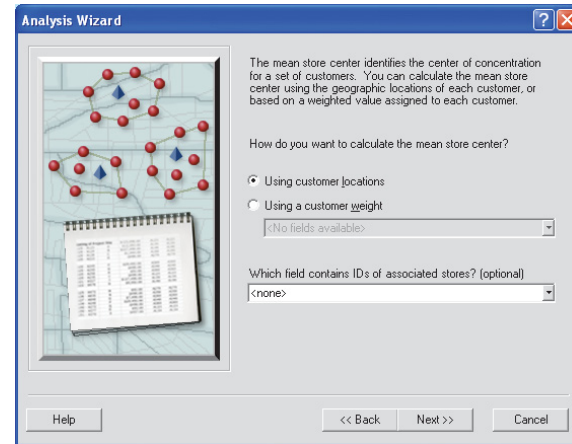 Analysis Wizard
The mean store center identifies the center of concentration
for a set of customers. You can calculate the mean store
center using the geographic locations of each customer, or
based on a weighted value assigned to each customer.
How do you want to calculate the mean store center?
Using customer locations
Using a customer weight
<No fields available>
Which field contains IDs of associated stores? (optional)
<none>
Help
<< Back
Next >>
Cancel